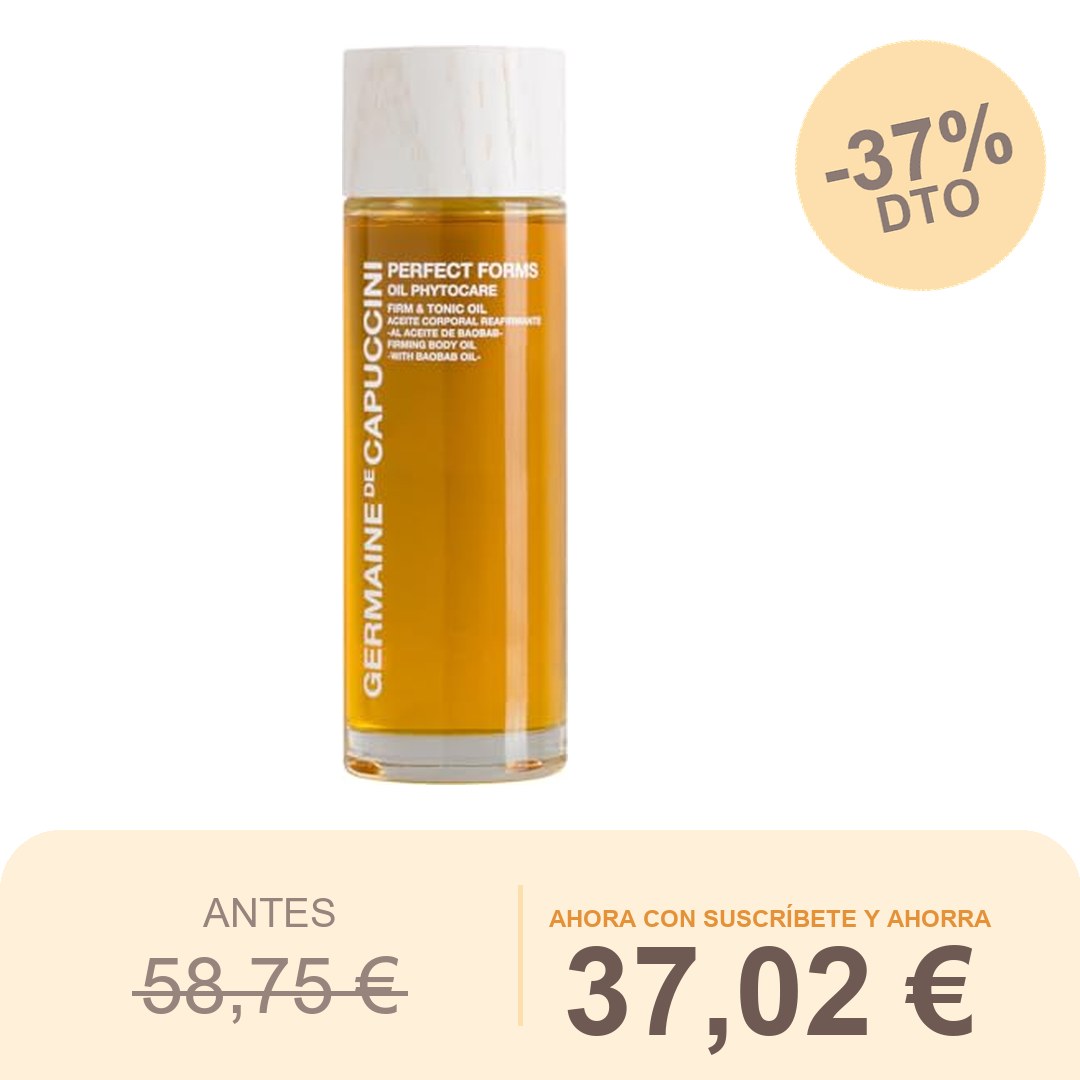 -37%
DTO
GERMAINE DE CAPUCCINI
PERFECT FORMS
OIL PHYTOCARE
FIRM & TONIC OIL
ACEITE CORPORAL REAFIRMANTE
-AL ACEITE DE BAOBAB-
FIRMING BODY OIL
-WITH BAOBAB OIL-
ANTES
58,75 €
AHORA CON SUSCRÍBETE Y AHORRA
37,02 €